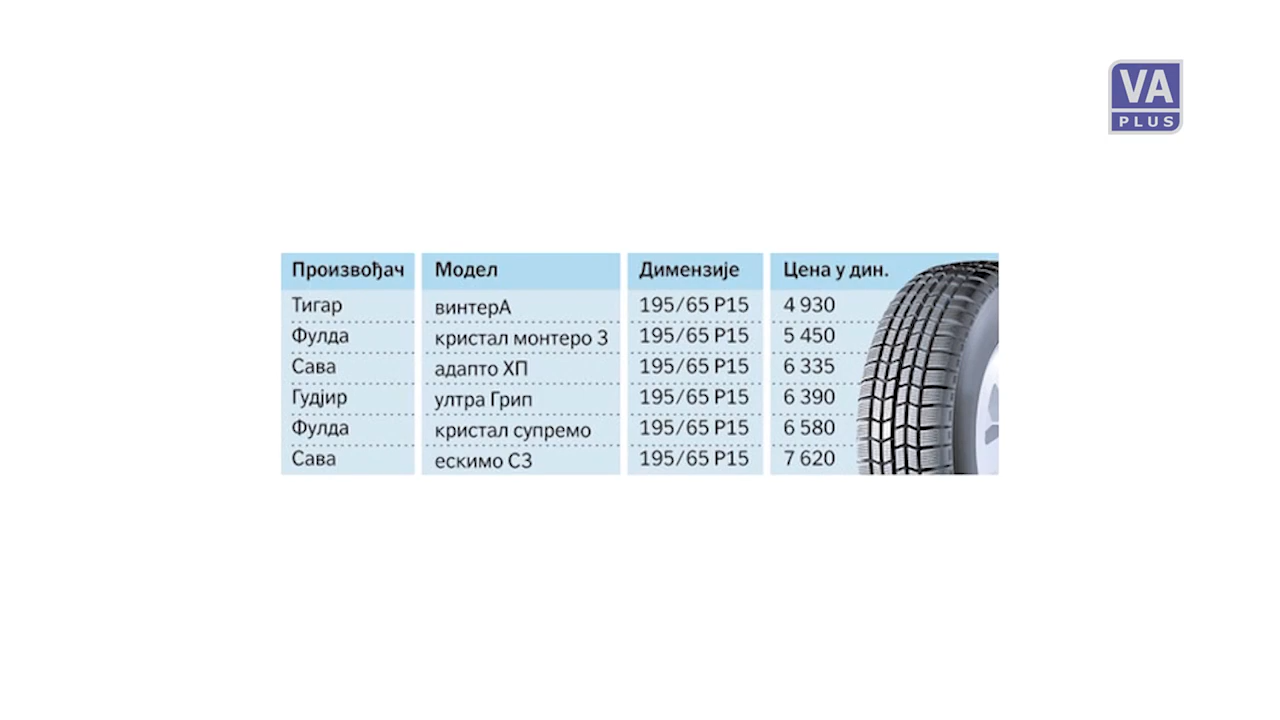 VA
PLUS
Произвођач Модел Димензије Цена у дин.
Тигар винтерА 195/65 Р15 4 930
Фулда кристал монтеро 3 195/65 Р15 5 450
Сава адапто ХП 195/65 Р15 6 335
Гудјир ултра Грип 195/65 Р15 6 390
Фулда кристал супремо 195/65 Р15 6 580
Сава ескимо С3 195/65 Р15 7 620